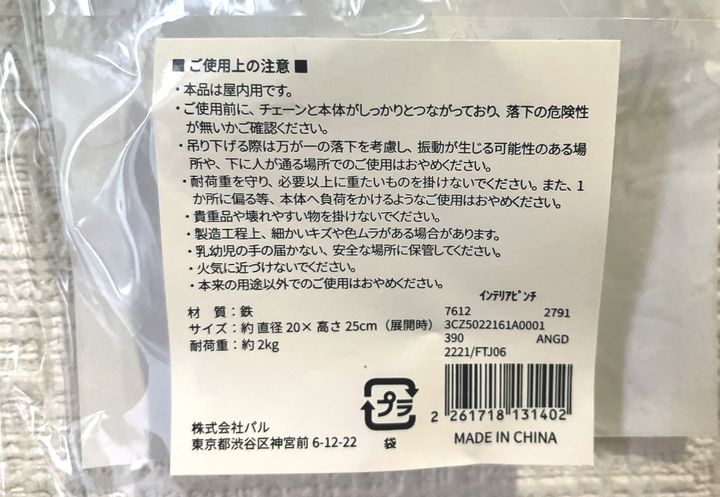 ■ ご使用上の注意 ■
・本品は屋内用です。
・ご使用前に、チェーンと本体がしっかりとつながっており、落下の危険性
が無いかご確認ください。
・吊り下げる際は万が一の落下を考慮し、振動が生じる可能性のある場
所や、下に人が通る場所でのご使用はおやめください。
・耐荷重を守り、必要以上に重たいものを掛けないでください。また、1
か所に偏る等、本体へ負荷をかけるようなご使用はおやめください。
・貴重品や壊れやすい物を掛けないでください。
・製造工程上、細かいキズや色ムラがある場合があります。
・乳幼児の手の届かない、安全な場所に保管してください。
・火気に近づけないでください。
・本来の用途以外でのご使用はおやめください。
材　質：鉄
サイズ：約 直径 20× 高さ 25cm（展開時）
耐荷重：約 2kg
ｲﾝﾃﾘｱﾋﾟﾝﾁ
7612 2791
3CZ5022161A0001
390 ANGD
2221/FTJ06
プラ
袋
2 261718 131402
株式会社パル
東京都渋谷区神宮前 6-12-22
MADE IN CHINA